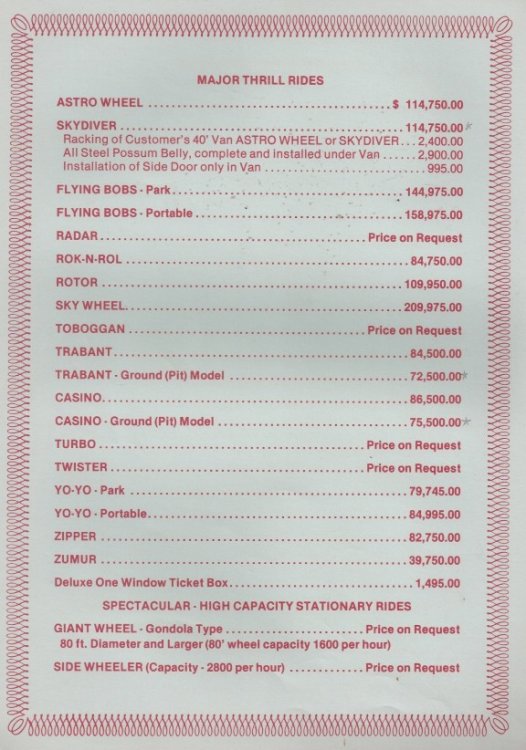 MAJOR THRILL RIDES
ASTRO WHEEL ........................................ $ 114,750.00
SKYDIVER ............................................. 114,750.00*
Racking of Customer's 40' Van ASTRO WHEEL or SKYDIVER ... 2,400.00
All Steel Possum Belly, complete and installed under Van ...... 2,900.00
Installation of Side Door only in Van ........................ 995.00
FLYING BOBS - Park ................................... 144,975.00
FLYING BOBS - Portable ............................... 158,975.00
RADAR ........................................... Price on Request
ROK-N-ROL ........................................... 84,750.00
ROTOR ............................................... 109,950.00
SKY WHEEL ........................................... 209,975.00
TOBOGGAN ....................................... Price on Request
TRABANT .............................................. 84,500.00
TRABANT - Ground (Pit) Model ......................... 72,500.00*
CASINO ............................................... 86,500.00
CASINO - Ground (Pit) Model .......................... 75,500.00*
TURBO .......................................... Price on Request
TWISTER ........................................ Price on Request
YO-YO - Park ......................................... 79,745.00
YO-YO - Portable ..................................... 84,995.00
ZIPPER ............................................... 82,750.00
ZUMUR ................................................ 39,750.00
Deluxe One Window Ticket Box .......................... 1,495.00
SPECTACULAR - HIGH CAPACITY STATIONARY RIDES
GIANT WHEEL - Gondola Type ..................... Price on Request
80 ft. Diameter and Larger (80' wheel capacity 1600 per hour)
SIDE WHEELER (Capacity - 2800 per hour) ............. Price on Request